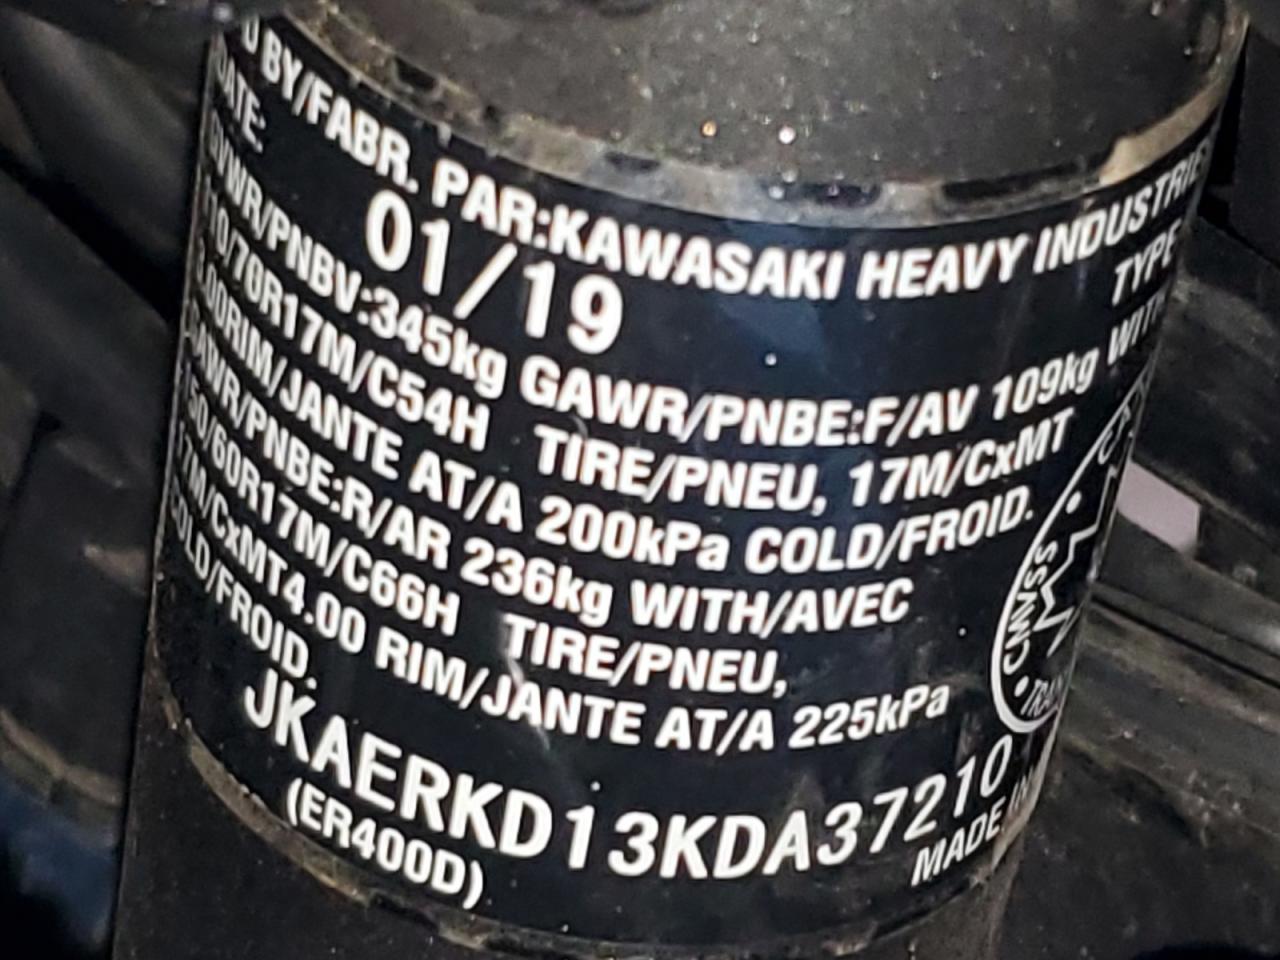 BY/FABR. PAR:KAWASAKI HEAVY INDUSTRIES
DATE: 01/19 TYPE
GVWR/PNBV:345kg GAWR/PNBE:F/AV 109kg WITH
110/70R17M/C54H TIRE/PNEU, 17M/CxMT
3.00RIM/JANTE AT/A 200kPa COLD/FROID.
GAWR/PNBE:R/AR 236kg WITH/AVEC
150/60R17M/C66H TIRE/PNEU,
17M/CxMT4.00 RIM/JANTE AT/A 225kPa
COLD/FROID.
CMVSS
JKAERKD13KDA37210
(ER400D) MADE IN